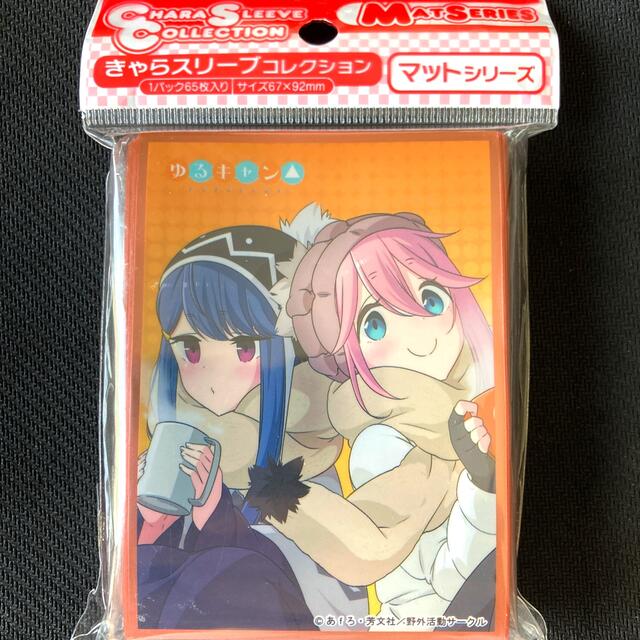 CHARA SLEEVE COLLECTION
MAT SERIES
きゃらスリーブコレクション
マットシリーズ
1パック65枚入り サイズ67×92mm
ゆるキャン▲
©あfろ・芳文社/野外活動サークル